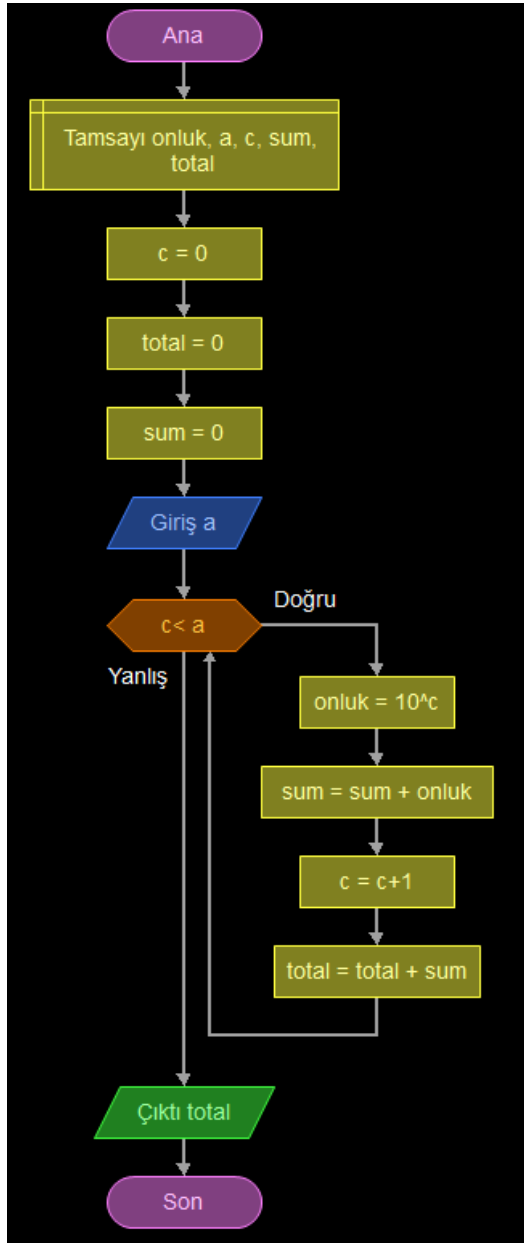 Ana
Tamsayı onluk, a, c, sum,
total
c = 0
total = 0
sum = 0
Giriş a
c< a
Doğru
Yanlış
onluk = 10^c
sum = sum + onluk
c = c+1
total = total + sum
Çıktı total
Son